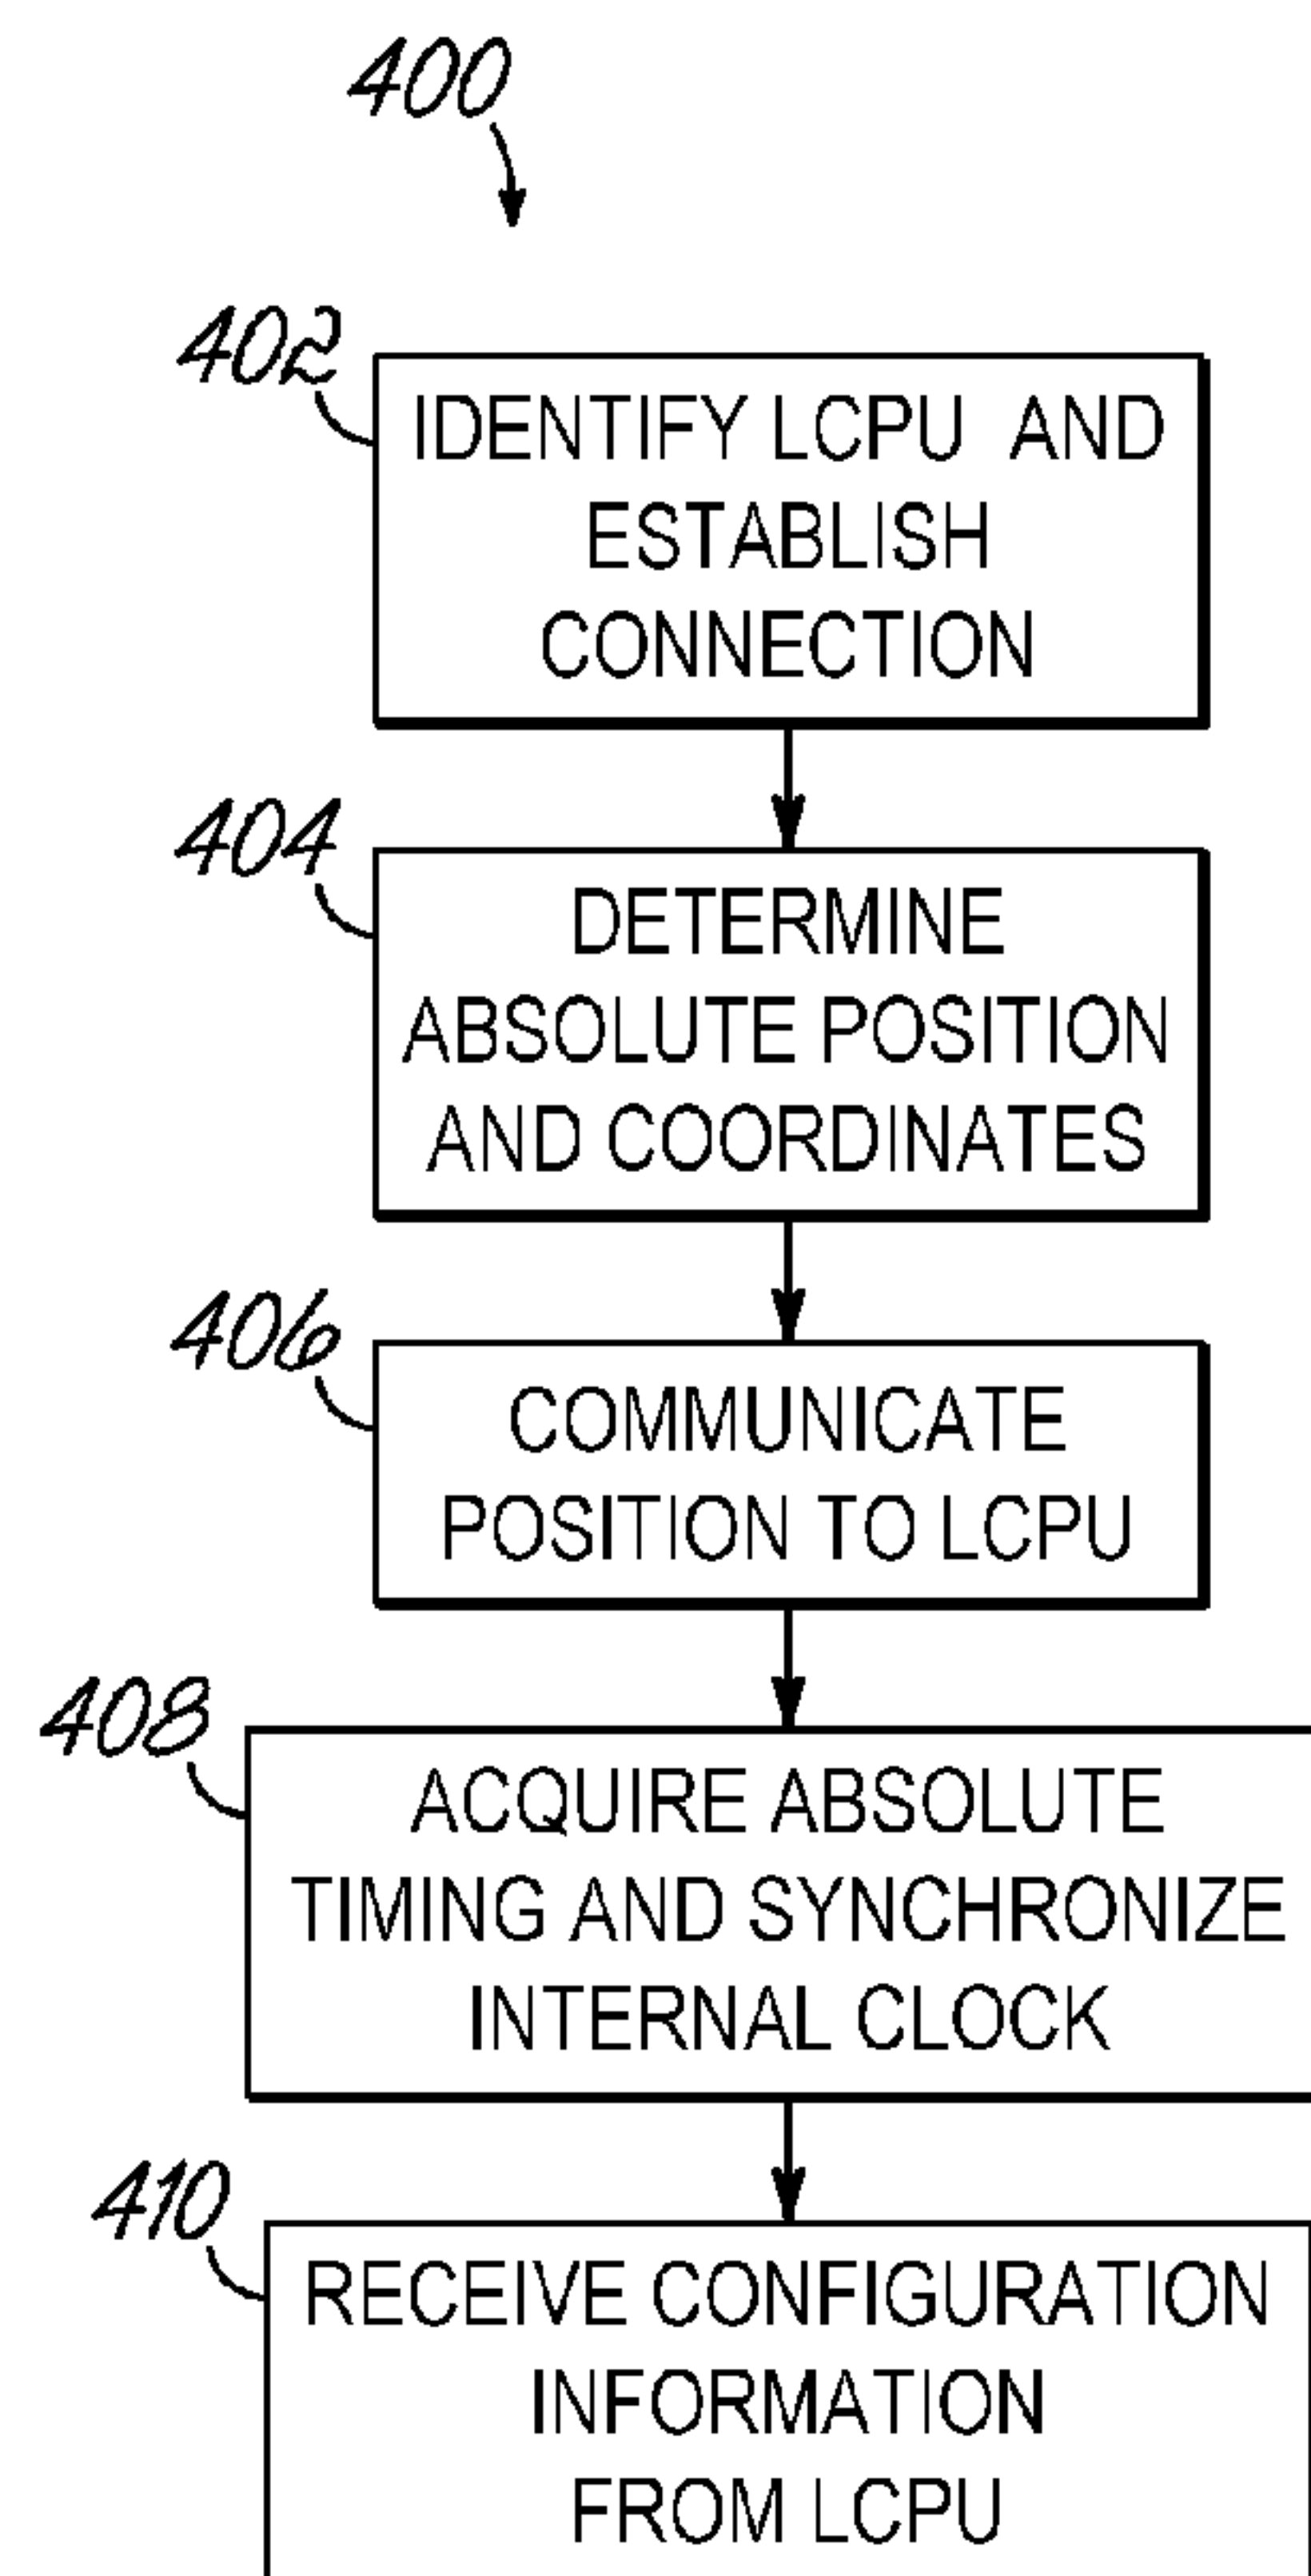 400
402
IDENTIFY LCPU AND
ESTABLISH
CONNECTION
404
DETERMINE
ABSOLUTE POSITION
AND COORDINATES
406
COMMUNICATE
POSITION TO LCPU
408
ACQUIRE ABSOLUTE
TIMING AND SYNCHRONIZE
INTERNAL CLOCK
410
RECEIVE CONFIGURATION
INFORMATION
FROM LCPU